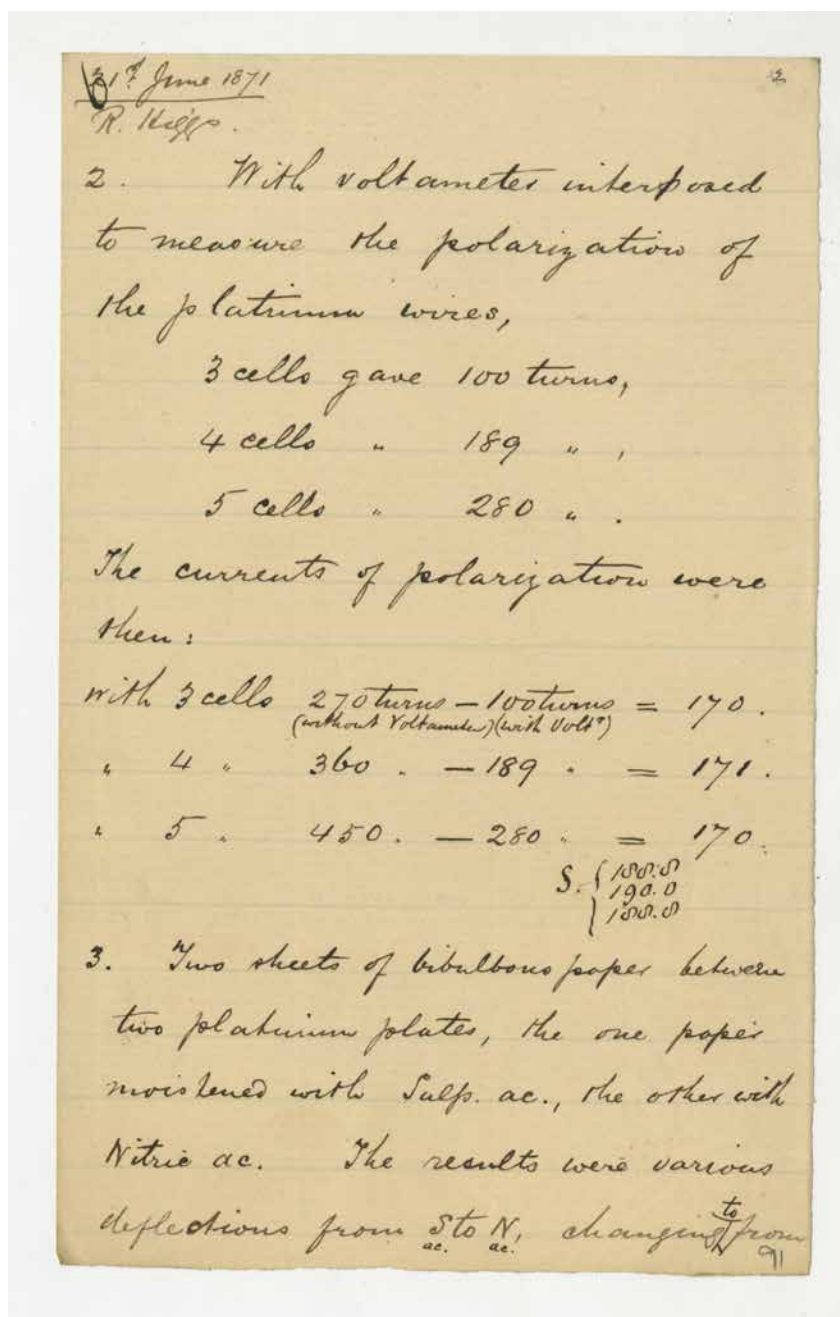 21st June 1871
2
R. Higgs.
2. With voltameter interposed
to measure the polarization of
the platinum wires,
3 cells gave 100 turns,
4 cells " 189 " ,
5 cells " 280 " .
The currents of polarization were
then:
with 3 cells 270 turns — 100 turns = 170.
(without Voltameter) (with Voltr)
" 4 " 360 " — 189 " = 171.
" 5 " 450 " — 280 " = 170.
S. { 188.8
190.0
188.8
3. Two sheets of bibulbous paper between
two platinum plates, the one paper
moistened with Sulp. ac., the other with
Nitric ac. The results were various
deflections from S to N, changing to from
ac. ac.
91